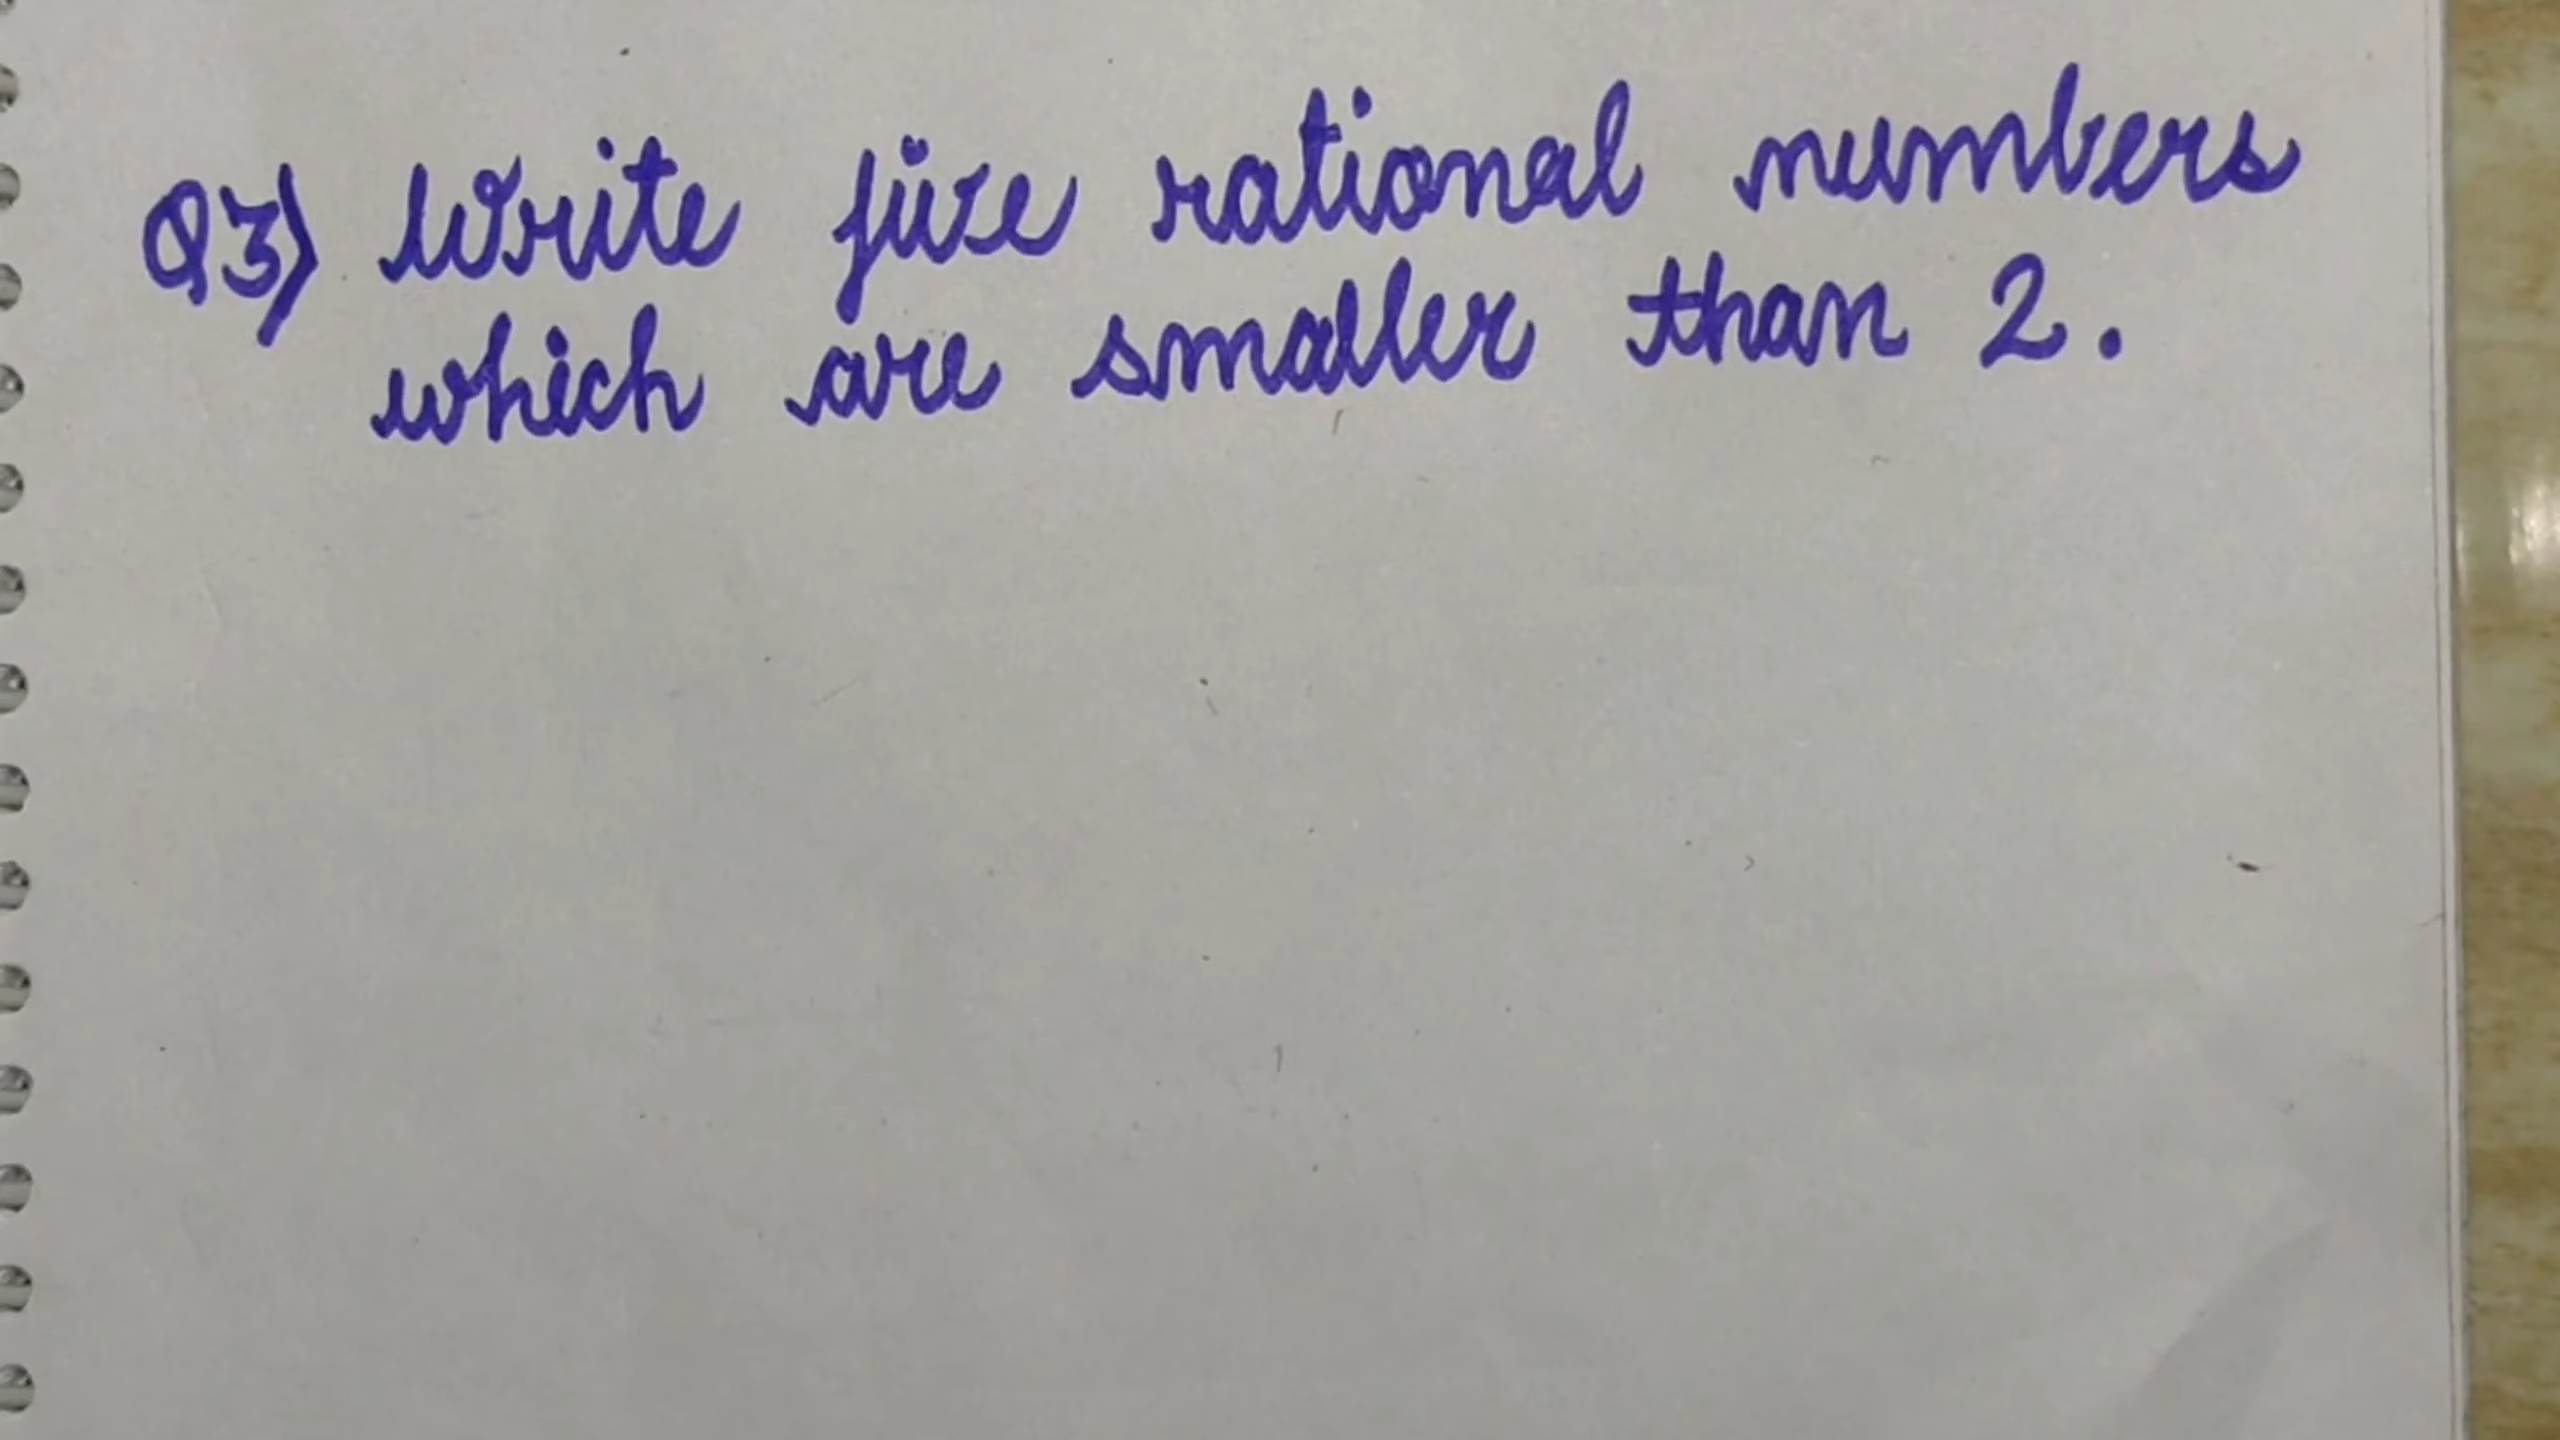 Q3) Write five rational numbers
which are smaller than 2.